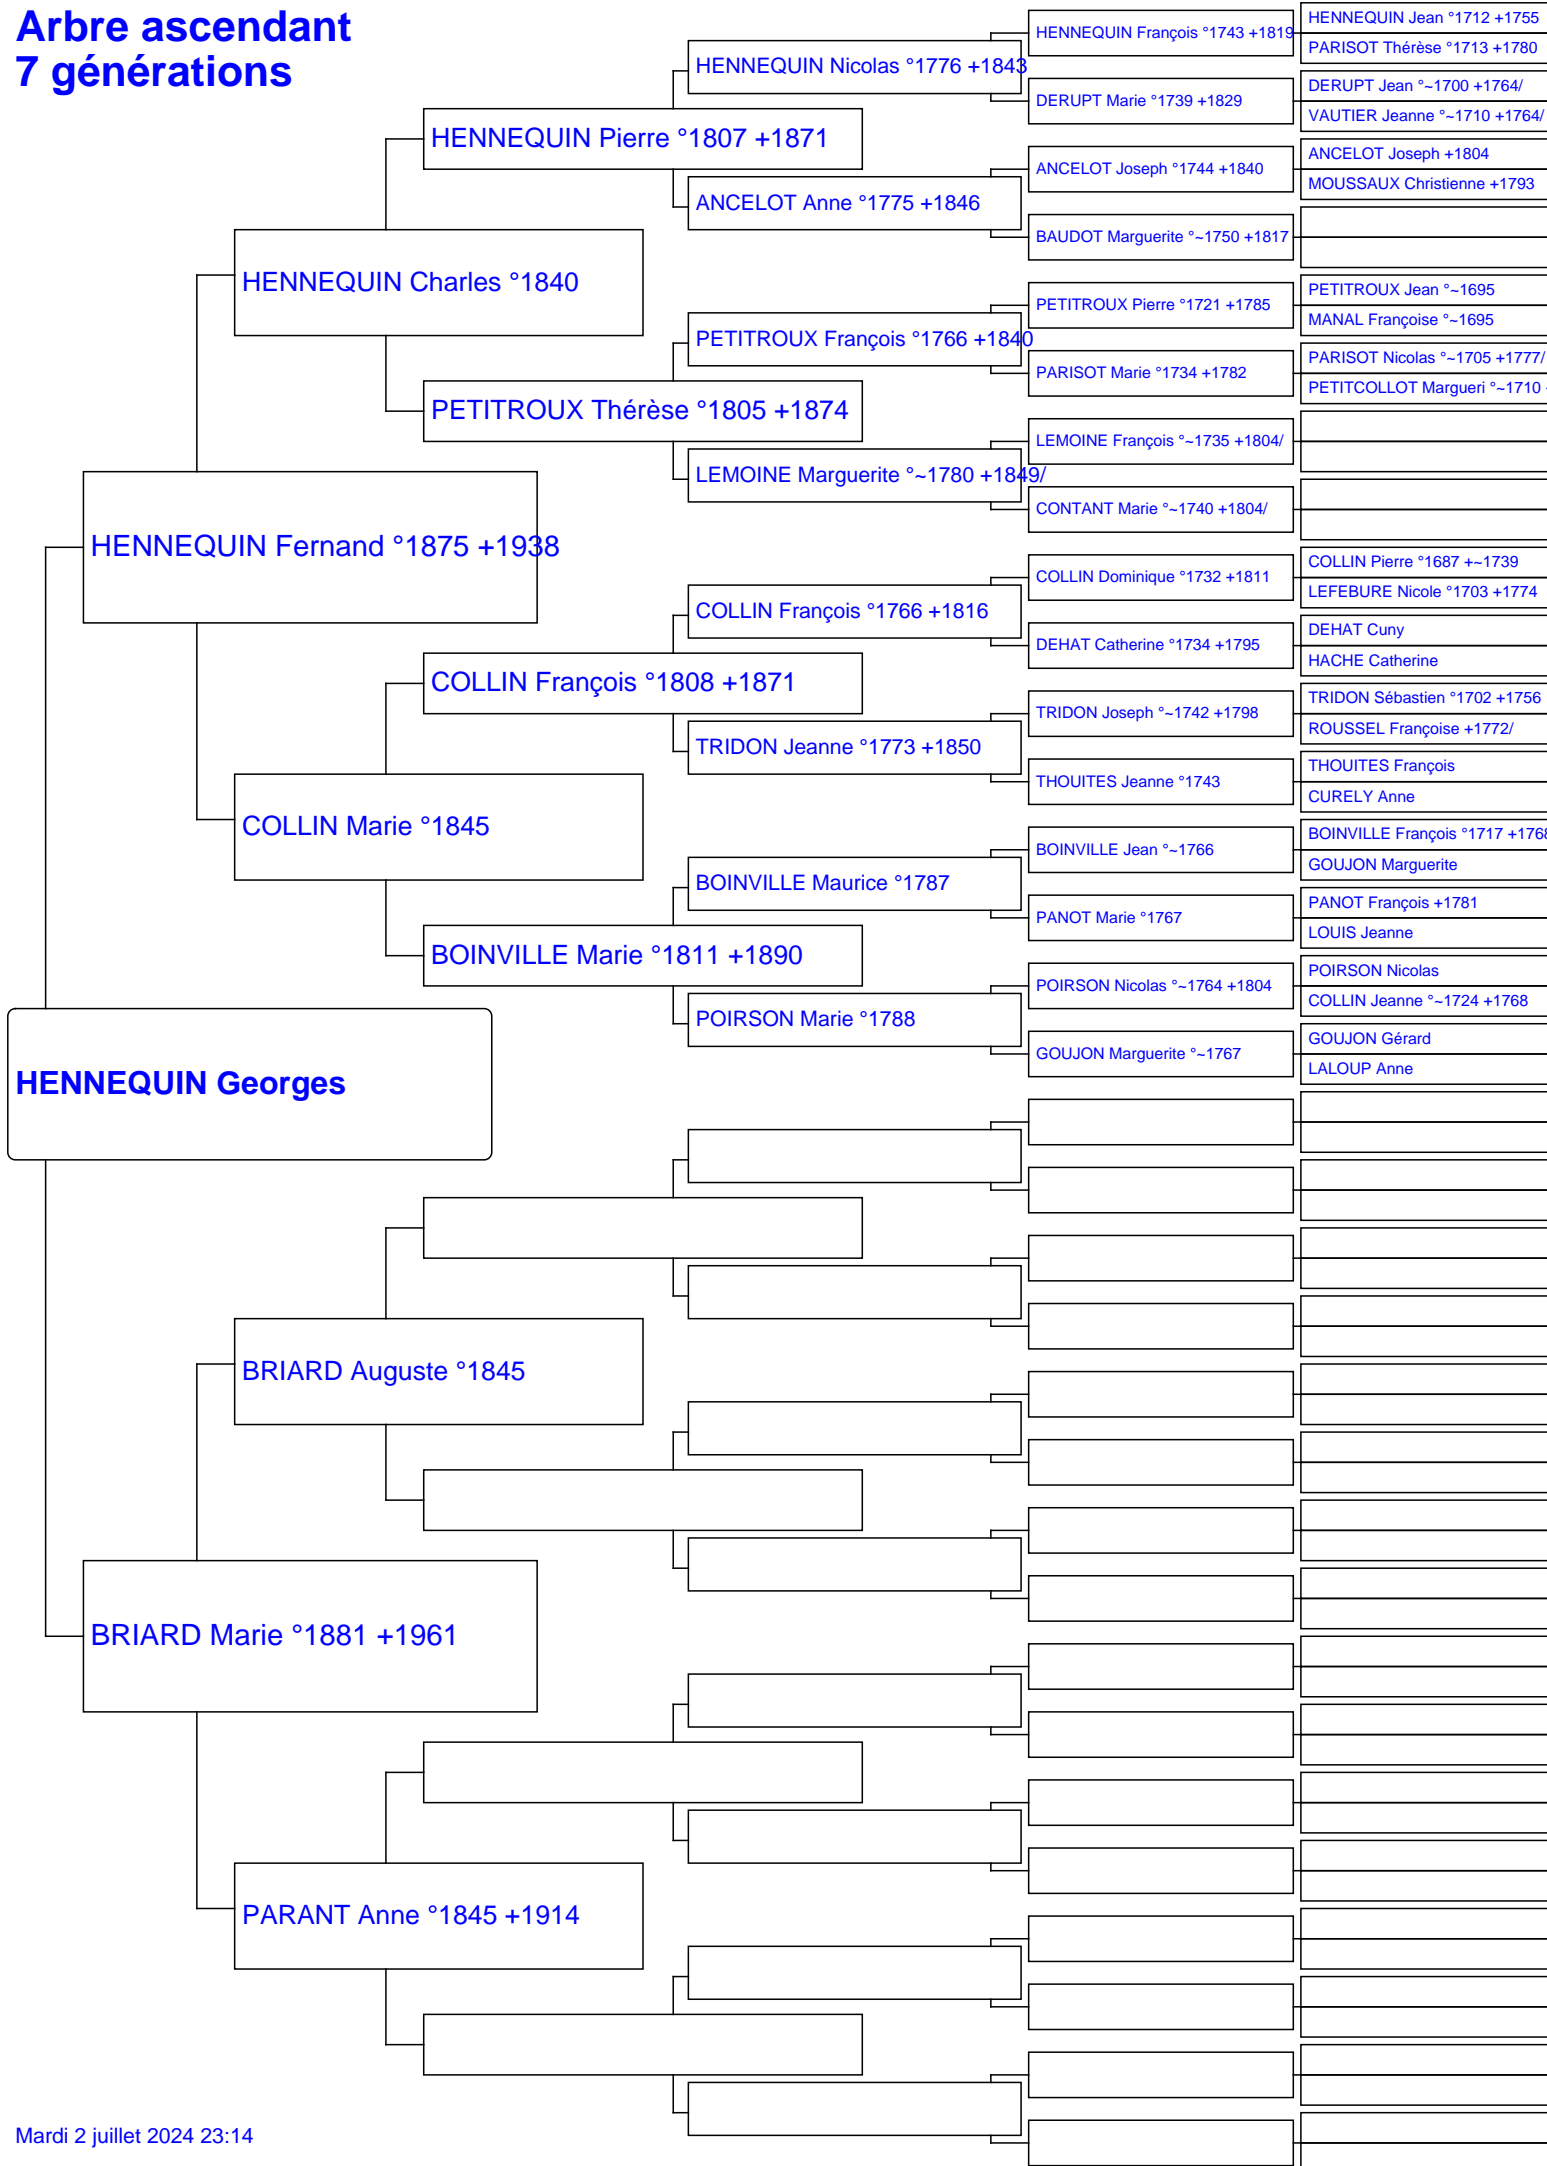 Arbre ascendant
7 générations
HENNEQUIN Georges
HENNEQUIN Fernand °1875 +1938
BRIARD Marie °1881 +1961
HENNEQUIN Charles °1840
COLLIN Marie °1845
BRIARD Auguste °1845
PARANT Anne °1845 +1914
HENNEQUIN Pierre °1807 +1871
PETITROUX Thérèse °1805 +1874
COLLIN François °1808 +1871
BOINVILLE Marie °1811 +1890
HENNEQUIN Nicolas °1776 +1843
ANCELOT Anne °1775 +1846
PETITROUX François °1766 +1840
LEMOINE Marguerite °~1780 +1849/
COLLIN François °1766 +1816
TRIDON Jeanne °1773 +1850
BOINVILLE Maurice °1787
POIRSON Marie °1788
HENNEQUIN François °1743 +1819
DERUPT Marie °1739 +1829
ANCELOT Joseph °1744 +1840
BAUDOT Marguerite °~1750 +1817
PETITROUX Pierre °1721 +1785
PARISOT Marie °1734 +1782
LEMOINE François °~1735 +1804/
CONTANT Marie °~1740 +1804/
COLLIN Dominique °1732 +1811
DEHAT Catherine °1734 +1795
TRIDON Joseph °~1742 +1798
THOUITES Jeanne °1743
BOINVILLE Jean °~1766
PANOT Marie °1767
POIRSON Nicolas °~1764 +1804
GOUJON Marguerite °~1767
HENNEQUIN Jean °1712 +1755
PARISOT Thérèse °1713 +1780
DERUPT Jean °~1700 +1764/
VAUTIER Jeanne °~1710 +1764/
ANCELOT Joseph +1804
MOUSSAUX Christienne +1793
PETITROUX Jean °~1695
MANAL Françoise °~1695
PARISOT Nicolas °~1705 +1777/
PETITCOLLOT Margueri °~1710
COLLIN Pierre °1687 +~1739
LEFEBURE Nicole °1703 +1774
DEHAT Cuny
HACHE Catherine
TRIDON Sébastien °1702 +1756
ROUSSEL Françoise +1772/
THOUITES François
CURELY Anne
BOINVILLE François °1717 +1768
GOUJON Marguerite
PANOT François +1781
LOUIS Jeanne
POIRSON Nicolas
COLLIN Jeanne °~1724 +1768
GOUJON Gérard
LALOUP Anne
Mardi 2 juillet 2024 23:14